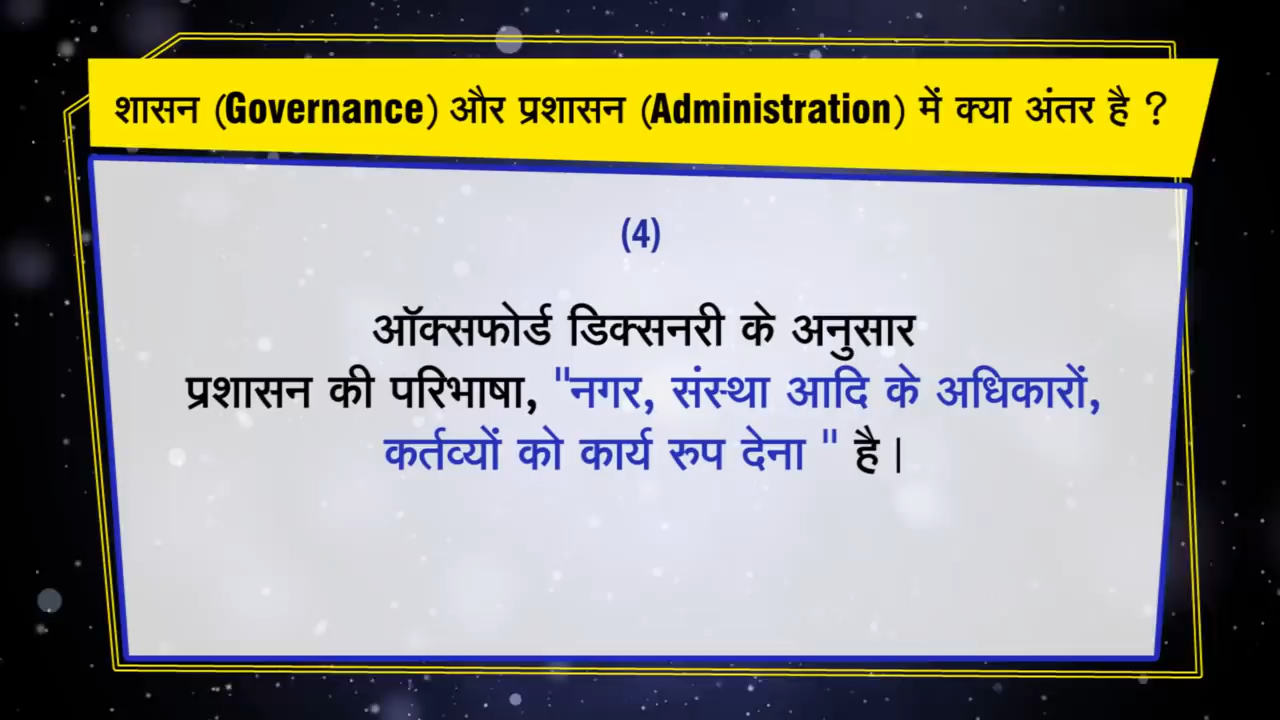 शासन (Governance) और प्रशासन (Administration) में क्या अंतर है ?
(4)
ऑक्सफोर्ड डिक्सनरी के अनुसार
प्रशासन की परिभाषा, "नगर, संस्था आदि के अधिकारों,
कर्तव्यों को कार्य रुप देना " है।